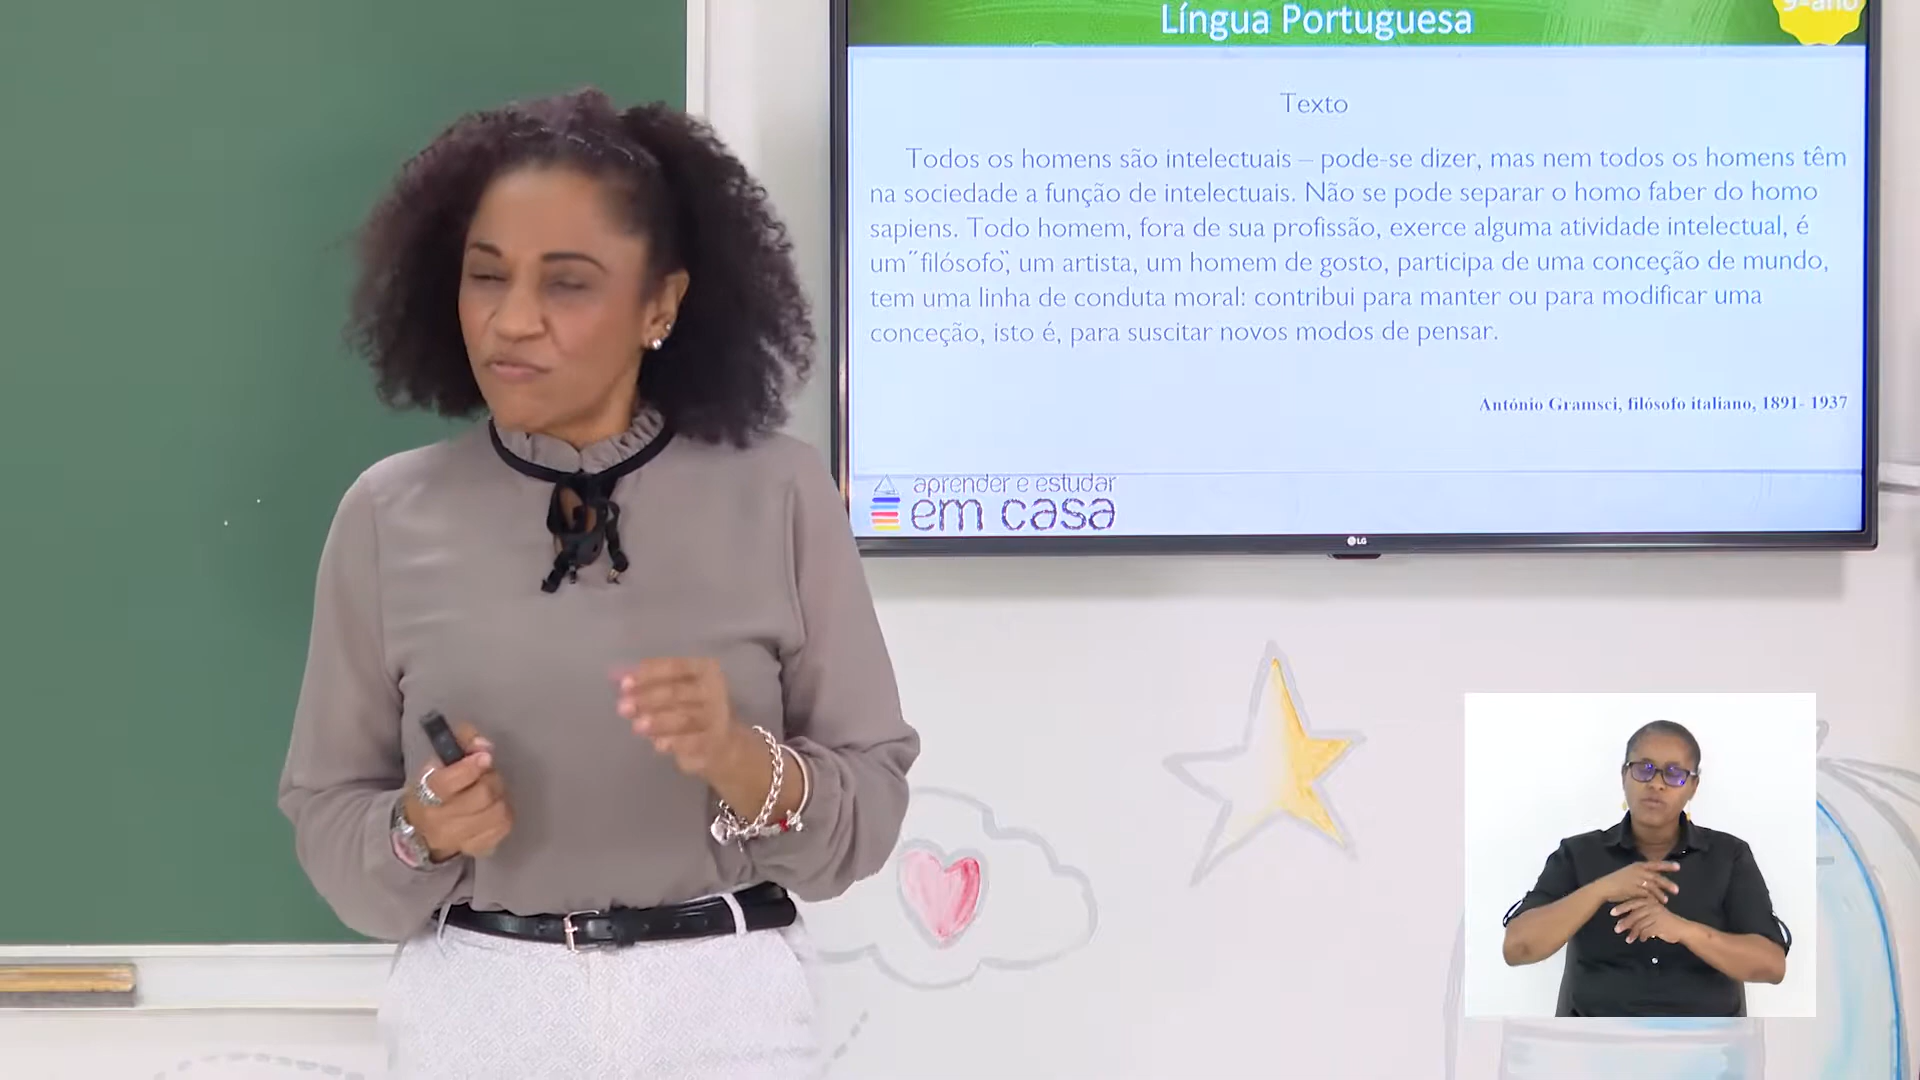 Língua Portuguesa
9º ano
Texto
Todos os homens são intelectuais – pode-se dizer, mas nem todos os homens têm
na sociedade a função de intelectuais. Não se pode separar o homo faber do homo
sapiens. Todo homem, fora de sua profissão, exerce alguma atividade intelectual, é
um ̋ filósofo ̏, um artista, um homem de gosto, participa de uma conceção de mundo,
tem uma linha de conduta moral: contribui para manter ou para modificar uma
conceção, isto é, para suscitar novos modos de pensar.
António Gramsci, filósofo italiano, 1891- 1937
aprender e estudar
em casa
LG